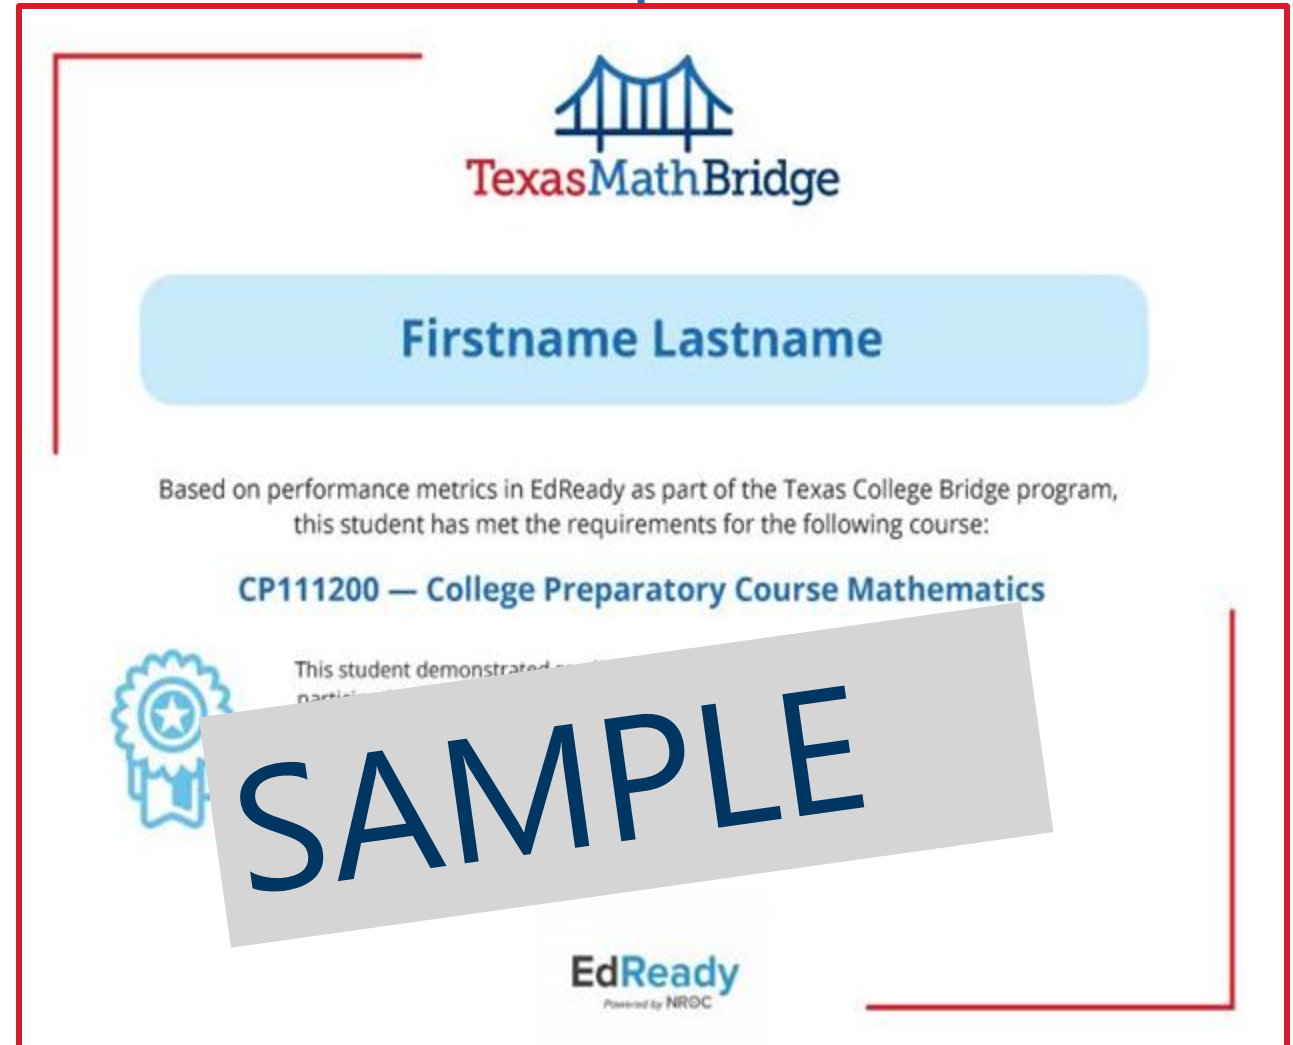 TexasMathBridge
Firstname Lastname
Based on performance metrics in EdReady as part of the Texas College Bridge program,
this student has met the requirements for the following course:
CP111200 — College Preparatory Course Mathematics
This student demonstrated
SAMPLE
EdReady
Powered by NROC